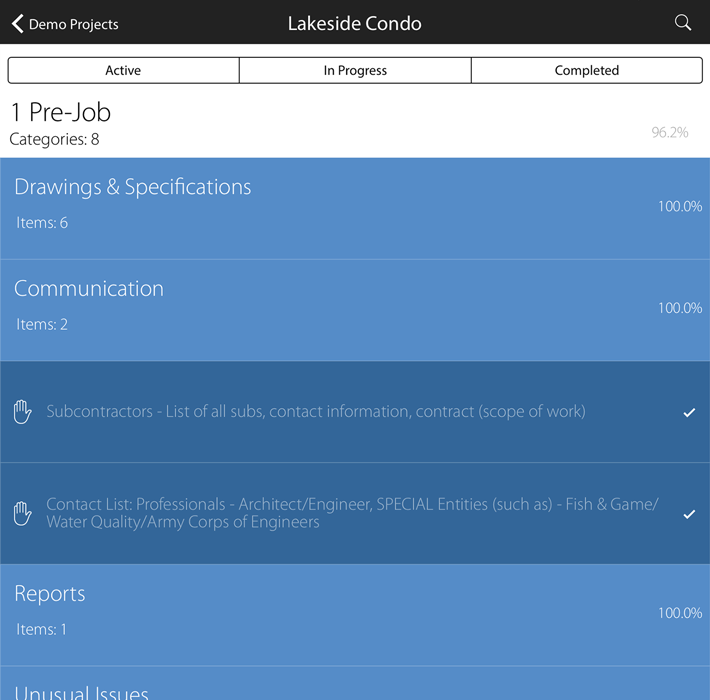 Demo Projects
Lakeside Condo
Active
In Progress
Completed
1 Pre-Job
Categories: 8
96.2%
Drawings & Specifications
Items: 6
100.0%
Communication
Items: 2
100.0%
Subcontractors - List of all subs, contact information, contract (scope of work)
Contact List: Professionals - Architect/Engineer, SPECIAL Entities (such as) - Fish & Game/
Water Quality/Army Corps of Engineers
Reports
Items: 1
100.0%
Unusual Issues